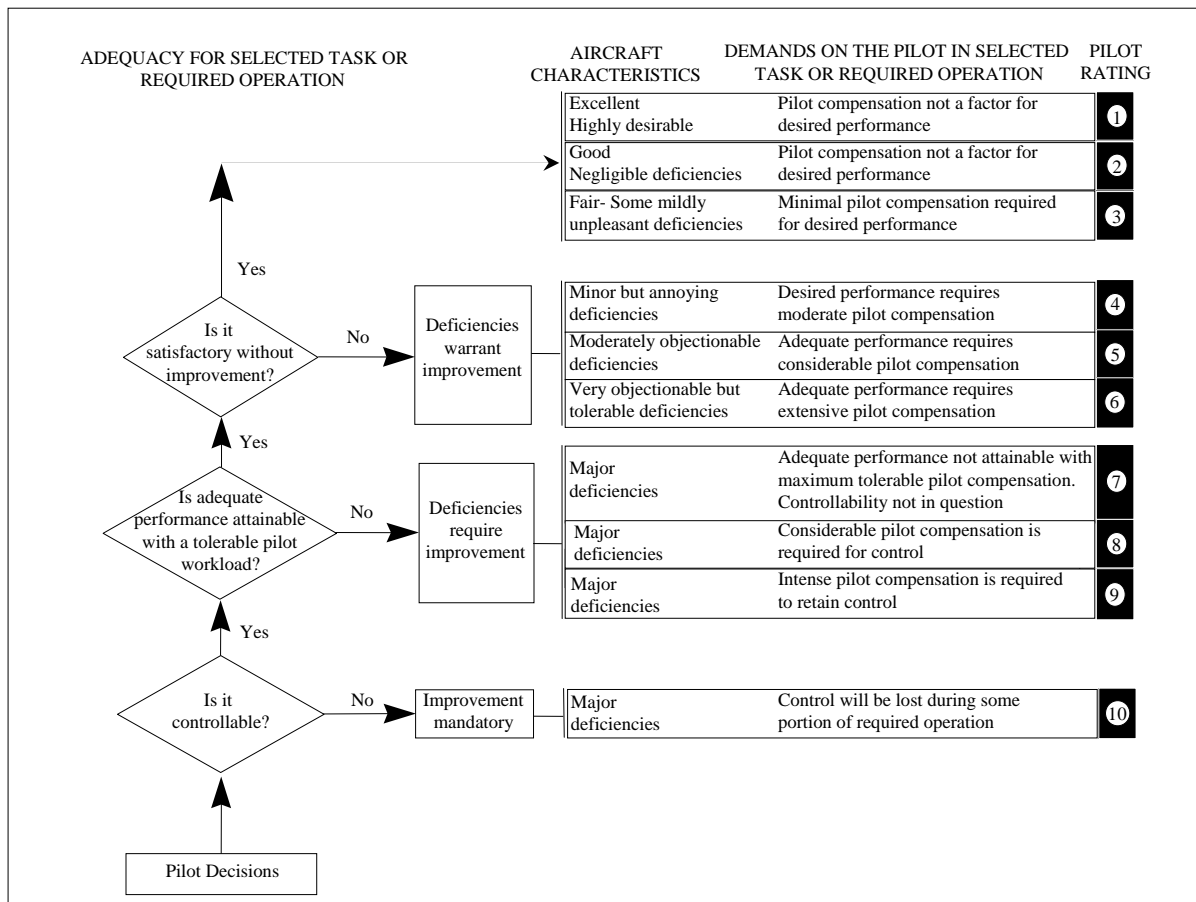 ADEQUACY FOR SELECTED TASK OR
REQUIRED OPERATION
AIRCRAFT
CHARACTERISTICS
DEMANDS ON THE PILOT IN SELECTED
TASK OR REQUIRED OPERATION
PILOT
RATING
Excellent
Highly desirable
Pilot compensation not a factor for
desired performance
1
Good
Negligible deficiencies
Pilot compensation not a factor for
desired performance
2
Fair- Some mildly
unpleasant deficiencies
Minimal pilot compensation required
for desired performance
3
Yes
Is it
satisfactory without
improvement?
No
Deficiencies
warrant
improvement
Minor but annoying
deficiencies
Desired performance requires
moderate pilot compensation
4
Moderately objectionable
deficiencies
Adequate performance requires
considerable pilot compensation
5
Very objectionable but
tolerable deficiencies
Adequate performance requires
extensive pilot compensation
6
Yes
Is adequate
performance attainable
with a tolerable pilot
workload?
No
Deficiencies
require
improvement
Major
deficiencies
Adequate performance not attainable with
maximum tolerable pilot compensation.
Controllability not in question
7
Major
deficiencies
Considerable pilot compensation is
required for control
8
Major
deficiencies
Intense pilot compensation is required
to retain control
9
Yes
Is it
controllable?
No
Improvement
mandatory
Major
deficiencies
Control will be lost during some
portion of required operation
10
Pilot Decisions